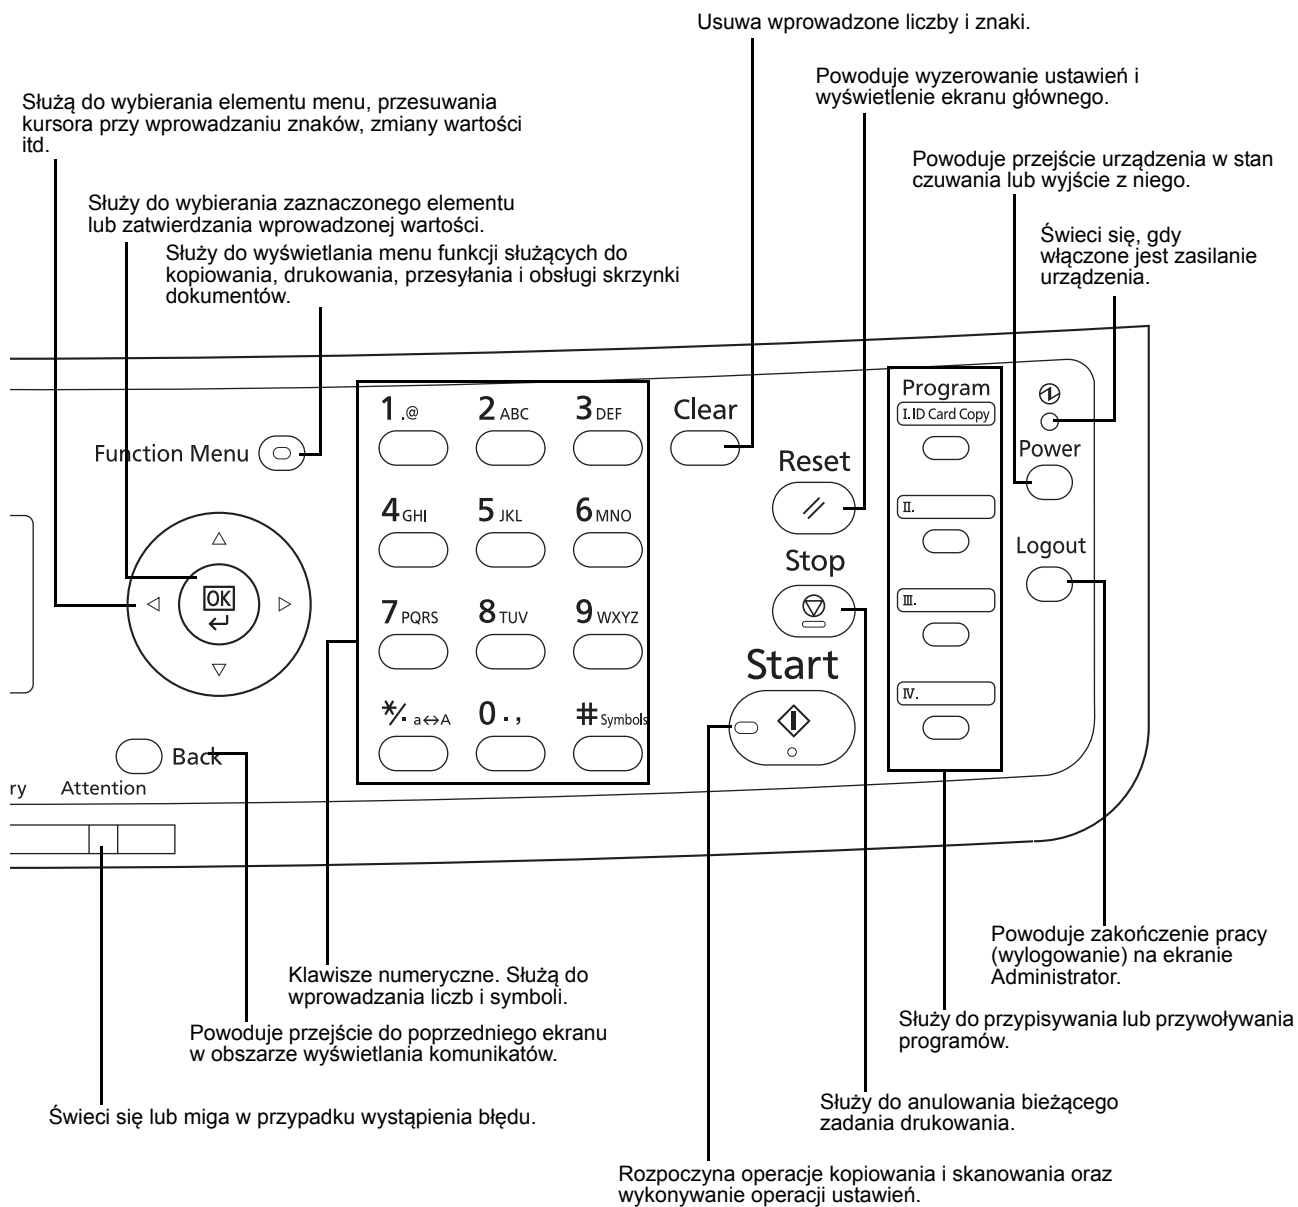 Usuwa wprowadzone liczby i znaki.
Powoduje wyzerowanie ustawień i
wyświetlenie ekranu głównego.
Służą do wybierania elementu menu, przesuwania
kursora przy wprowadzaniu znaków, zmiany wartości
itd.
Powoduje przejście urządzenia w stan
czuwania lub wyjście z niego.
Służy do wybierania zaznaczonego elementu
lub zatwierdzania wprowadzonej wartości.
Świeci się, gdy
włączone jest zasilanie
urządzenia.
Służy do wyświetlania menu funkcji służących do
kopiowania, drukowania, przesyłania i obsługi skrzynki
dokumentów.
Function Menu
1 .@
2 ABC
3 DEF
Clear
Program
I. ID Card Copy
Power
Reset
4 GHI
5 JKL
6 MNO
II.
Logout
Stop
OK
7 PQRS
8 TUV
9 WXYZ
III.
Start
IV.
*/. a↔A
0 . ,
# Symbols
Back
ry
Attention
Powoduje zakończenie pracy
(wylogowanie) na ekranie
Administrator.
Klawisze numeryczne. Służą do
wprowadzania liczb i symboli.
Służy do przypisywania lub przywoływania
programów.
Powoduje przejście do poprzedniego ekranu
w obszarze wyświetlania komunikatów.
Świeci się lub miga w przypadku wystąpienia błędu.
Służy do anulowania bieżącego
zadania drukowania.
Rozpoczyna operacje kopiowania i skanowania oraz
wykonywanie operacji ustawień.